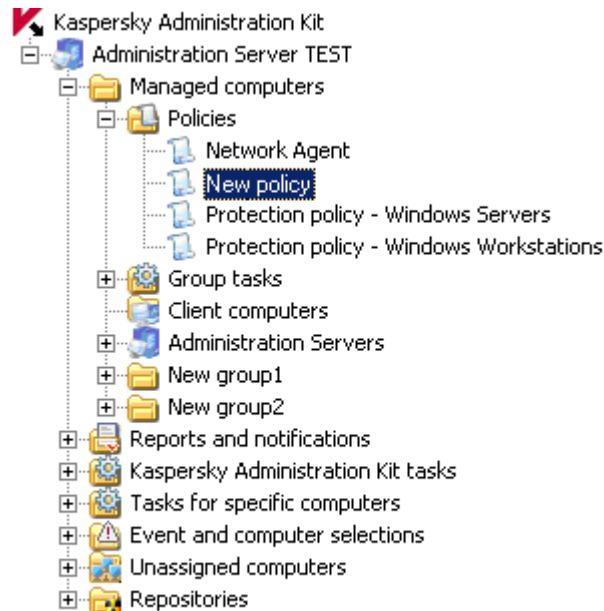 Kaspersky Administration Kit
Administration Server TEST
Managed computers
Policies
Network Agent
New policy
Protection policy - Windows Servers
Protection policy - Windows Workstations
Group tasks
Client computers
Administration Servers
New group1
New group2
Reports and notifications
Kaspersky Administration Kit tasks
Tasks for specific computers
Event and computer selections
Unassigned computers
Repositories